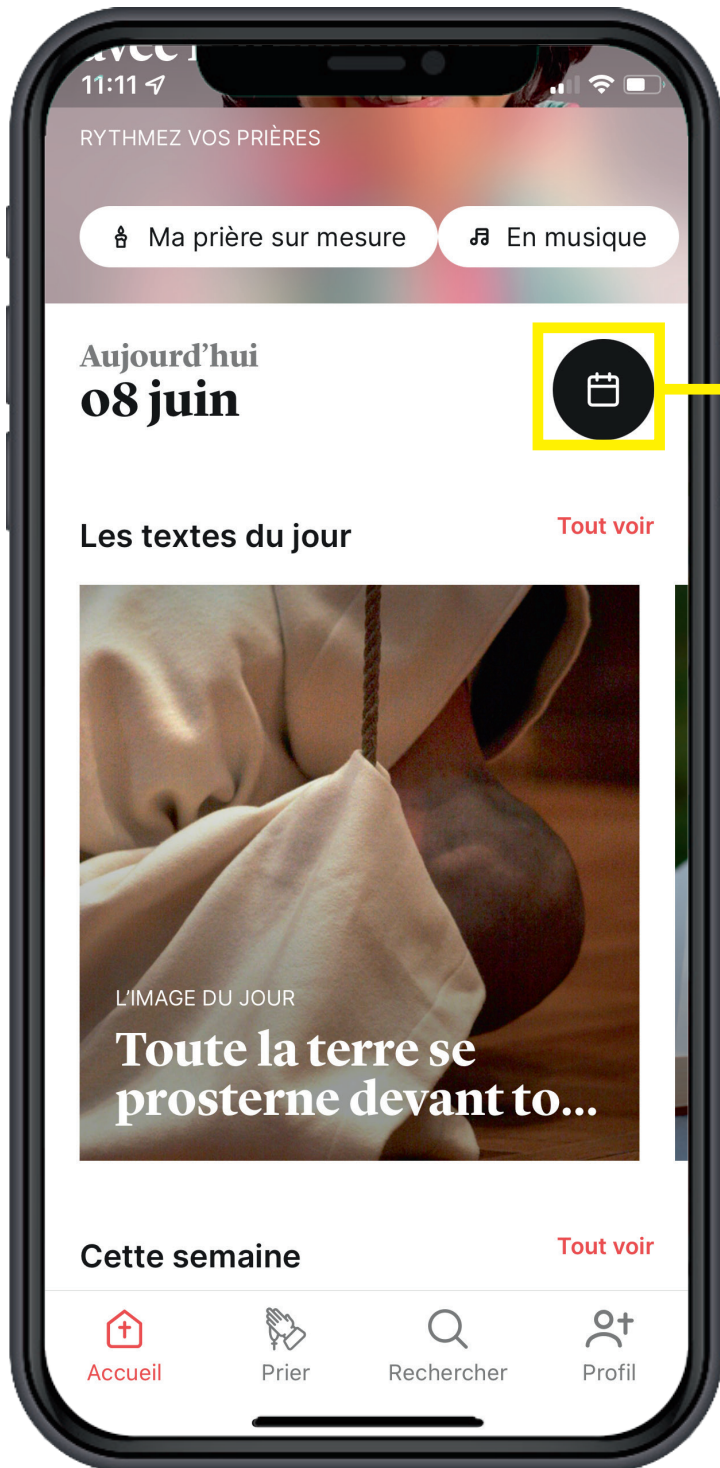 11:11
RYTHMEZ VOS PRIÈRES
Ma prière sur mesure
En musique
Aujourd’hui
08 juin
Les textes du jour
Tout voir
L’IMAGE DU JOUR
Toute la terre se
prosterne devant to...
Cette semaine
Tout voir
Accueil
Prier
Rechercher
Profil